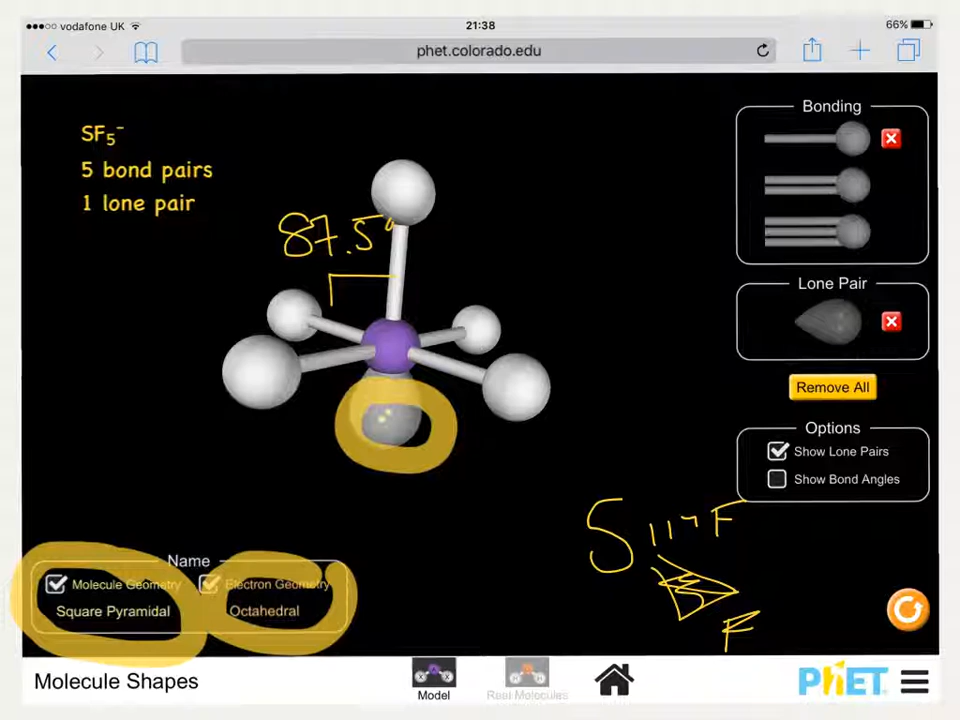 vodafone UK
21:38
66%
phet.colorado.edu
SF₅⁻
5 bond pairs
1 lone pair
87.5°
Bonding
Lone Pair
Remove All
Options
Show Lone Pairs
Show Bond Angles
S F
F
Name
Molecule Geometry Electron Geometry
Square Pyramidal Octahedral
Molecule Shapes
Model
Real Molecules
PhET